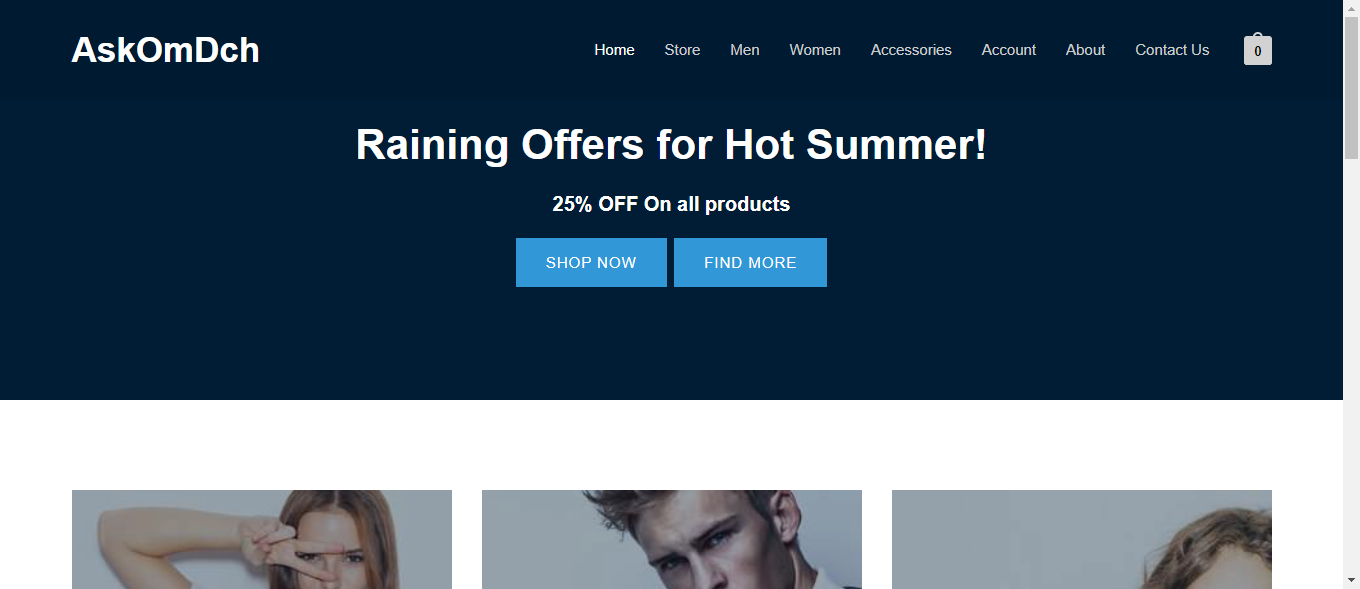 AskOmDch
Home Store Men Women Accessories Account About Contact Us 0
Raining Offers for Hot Summer!
25% OFF On all products
SHOP NOW FIND MORE